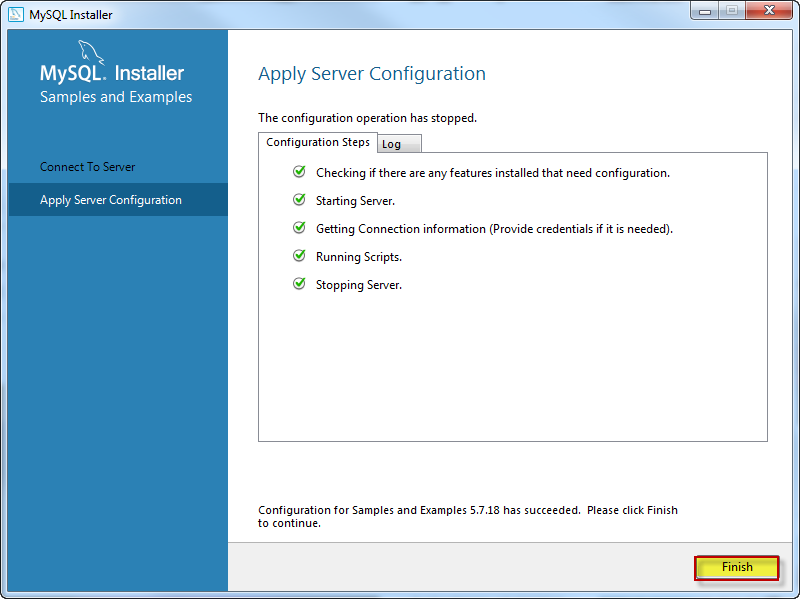 MySQL Installer
MySQL. Installer
Samples and Examples
Connect To Server
Apply Server Configuration
Apply Server Configuration
The configuration operation has stopped.
Configuration Steps
Log
Checking if there are any features installed that need configuration.
Starting Server.
Getting Connection information (Provide credentials if it is needed).
Running Scripts.
Stopping Server.
Configuration for Samples and Examples 5.7.18 has succeeded. Please click Finish
to continue.
Finish